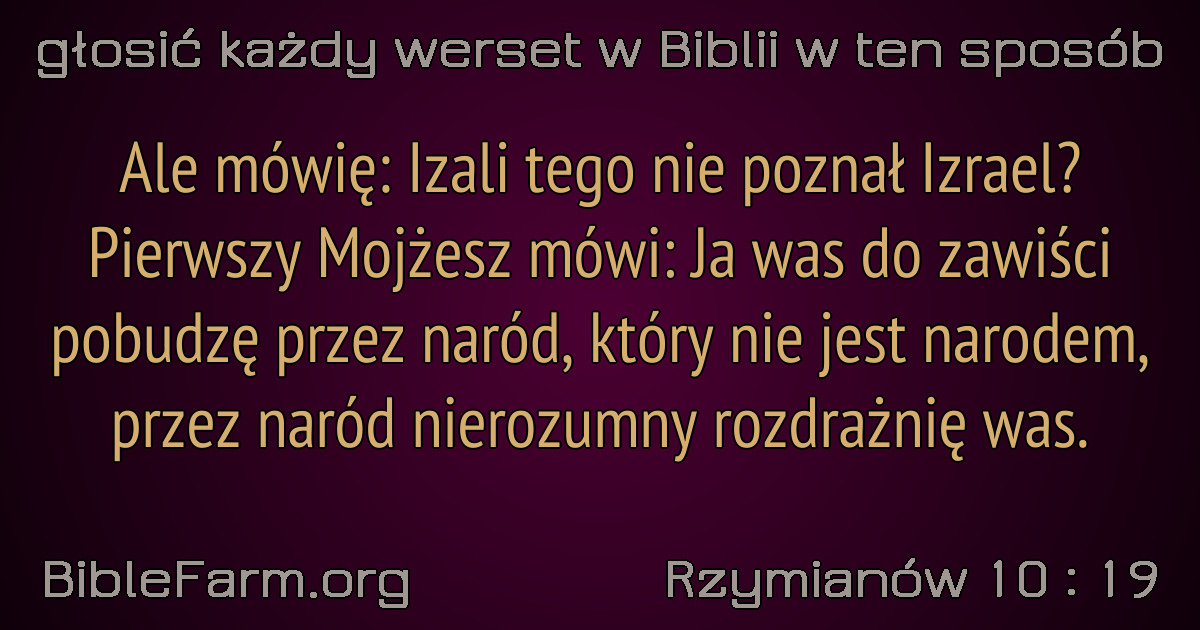 głosić każdy werset w Biblii w ten sposób
Ale mówię: Izali tego nie poznał Izrael?
Pierwszy Mojżesz mówi: Ja was do zawiści
pobudzę przez naród, który nie jest narodem,
przez naród nierozumny rozdrażnię was.
BibleFarm.org
Rzymianów 10 : 19